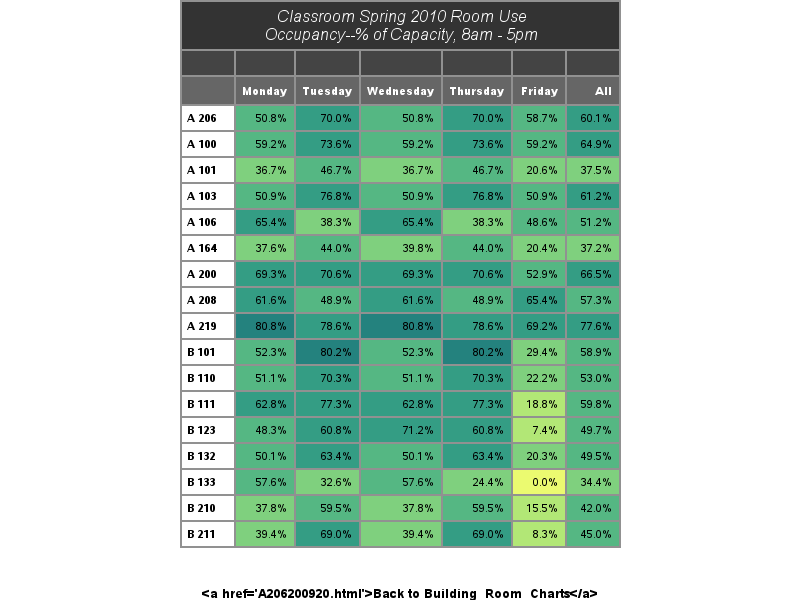 Classroom Spring 2010 Room Use
Occupancy--% of Capacity, 8am - 5pm
Monday Tuesday Wednesday Thursday Friday All
A 206 50.8% 70.0% 50.8% 70.0% 58.7% 60.1%
A 100 59.2% 73.6% 59.2% 73.6% 59.2% 64.9%
A 101 36.7% 46.7% 36.7% 46.7% 20.6% 37.5%
A 103 50.9% 76.8% 50.9% 76.8% 50.9% 61.2%
A 106 65.4% 38.3% 65.4% 38.3% 48.6% 51.2%
A 164 37.6% 44.0% 39.8% 44.0% 20.4% 37.2%
A 200 69.3% 70.6% 69.3% 70.6% 52.9% 66.5%
A 208 61.6% 48.9% 61.6% 48.9% 65.4% 57.3%
A 219 80.8% 78.6% 80.8% 78.6% 69.2% 77.6%
B 101 52.3% 80.2% 52.3% 80.2% 29.4% 58.9%
B 110 51.1% 70.3% 51.1% 70.3% 22.2% 53.0%
B 111 62.8% 77.3% 62.8% 77.3% 18.8% 59.8%
B 123 48.3% 60.8% 71.2% 60.8% 7.4% 49.7%
B 132 50.1% 63.4% 50.1% 63.4% 20.3% 49.5%
B 133 57.6% 32.6% 57.6% 24.4% 0.0% 34.4%
B 210 37.8% 59.5% 37.8% 59.5% 15.5% 42.0%
B 211 39.4% 69.0% 39.4% 69.0% 8.3% 45.0%
<a href='A206200920.html'>Back to Building_Room_Charts</a>